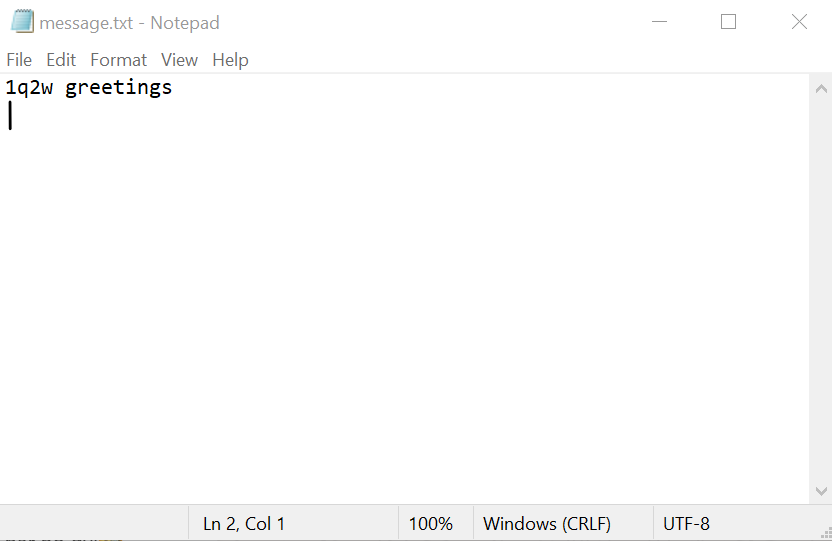 message.txt - Notepad
File Edit Format View Help
1q2w greetings
Ln 2, Col 1 100% Windows (CRLF) UTF-8